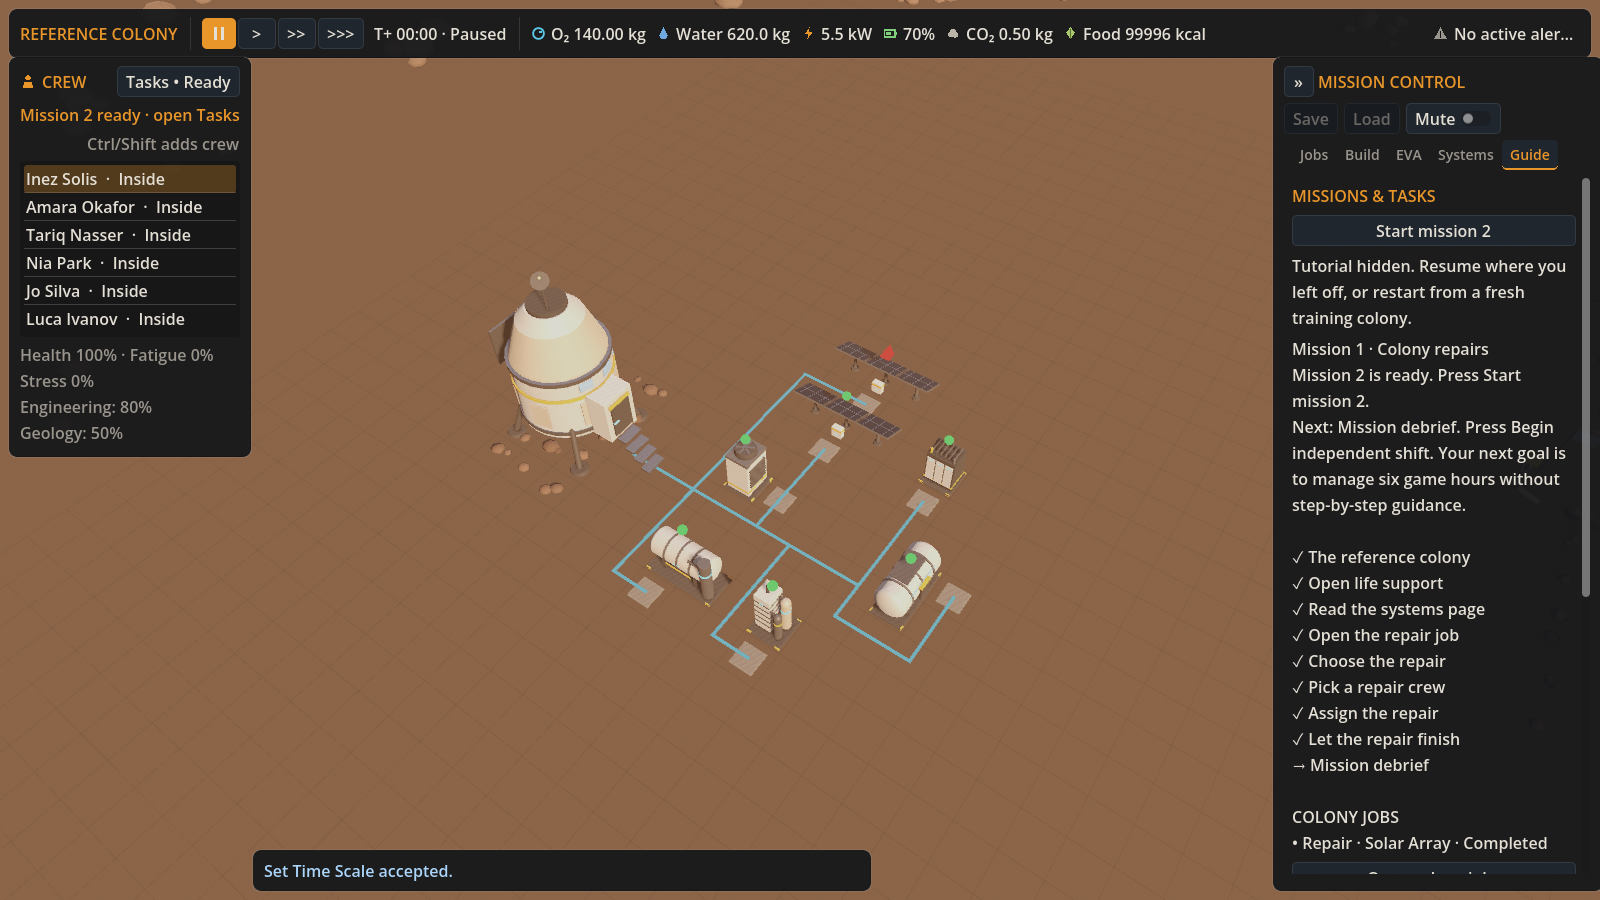 REFERENCE COLONY
> >> >>> T+ 00:00 · Paused
O₂ 140.00 kg Water 620.0 kg 5.5 kW 70% CO₂ 0.50 kg Food 99996 kcal
No active aler...
CREW
Tasks • Ready
Mission 2 ready · open Tasks
Ctrl/Shift adds crew
Inez Solis · Inside
Amara Okafor · Inside
Tariq Nasser · Inside
Nia Park · Inside
Jo Silva · Inside
Luca Ivanov · Inside
Health 100% · Fatigue 0%
Stress 0%
Engineering: 80%
Geology: 50%
» MISSION CONTROL
Save Load Mute
Jobs Build EVA Systems Guide
MISSIONS & TASKS
Start mission 2
Tutorial hidden. Resume where you
left off, or restart from a fresh
training colony.
Mission 1 · Colony repairs
Mission 2 is ready. Press Start
mission 2.
Next: Mission debrief. Press Begin
independent shift. Your next goal is
to manage six game hours without
step-by-step guidance.
✓ The reference colony
✓ Open life support
✓ Read the systems page
✓ Open the repair job
✓ Choose the repair
✓ Pick a repair crew
✓ Assign the repair
✓ Let the repair finish
→ Mission debrief
COLONY JOBS
• Repair · Solar Array · Completed
Set Time Scale accepted.